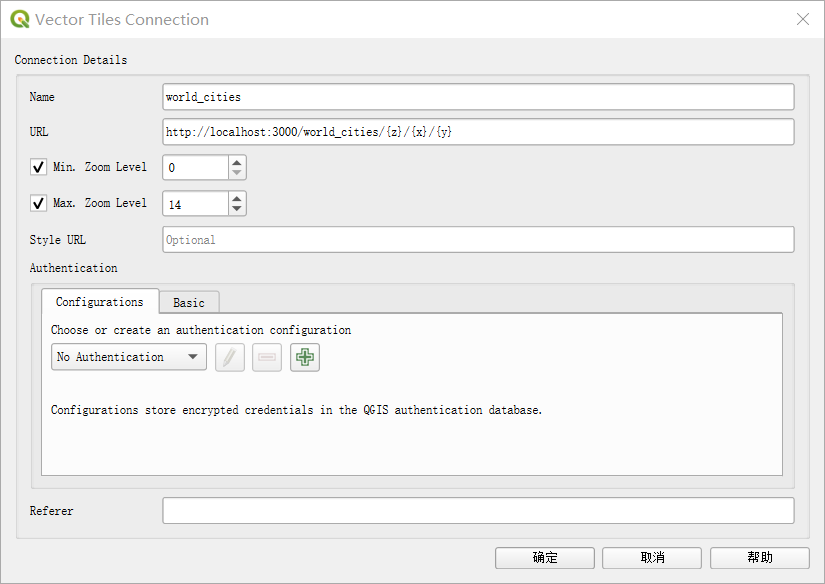 Vector Tiles Connection
Connection Details
Name world_cities
URL http://localhost:3000/world_cities/{z}/{x}/{y}
Min. Zoom Level 0
Max. Zoom Level 14
Style URL Optional
Authentication
Configurations Basic
Choose or create an authentication configuration
No Authentication
Configurations store encrypted credentials in the QGIS authentication database.
Referer
确定 取消 帮助